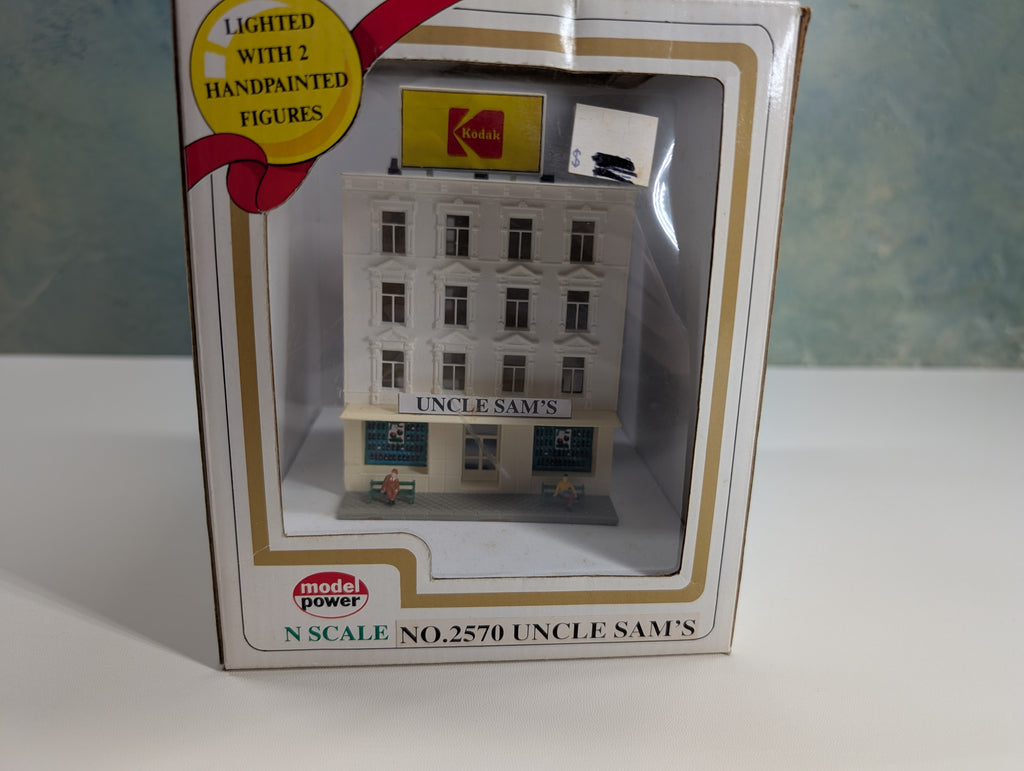 LIGHTED
WITH 2
HANDPAINTED
FIGURES
Kodak
$
UNCLE SAM'S
model
power
N SCALE
NO.2570 UNCLE SAM'S